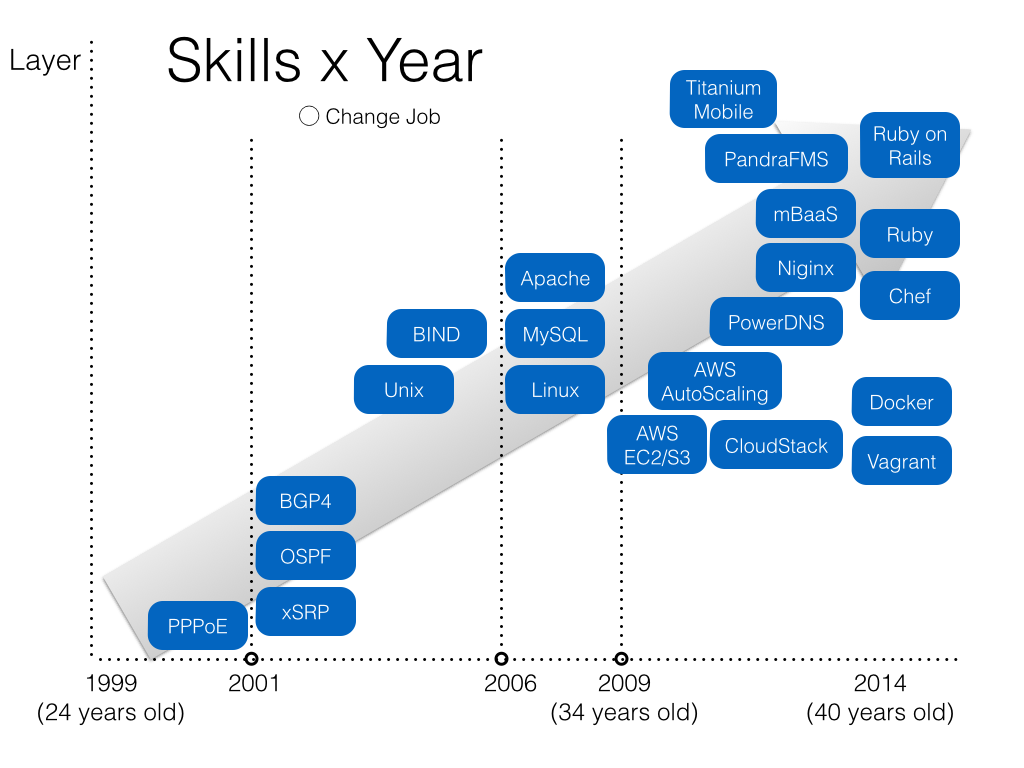 Layer
Skills x Year
Change Job
Titanium
Mobile
PandraFMS
Ruby on
Rails
mBaaS
Ruby
Niginx
Chef
Apache
BIND
MySQL
PowerDNS
Unix
Linux
AWS
AutoScaling
Docker
AWS
EC2/S3
CloudStack
Vagrant
BGP4
OSPF
xSRP
PPPoE
1999
(24 years old)
2001
2006
2009
(34 years old)
2014
(40 years old)